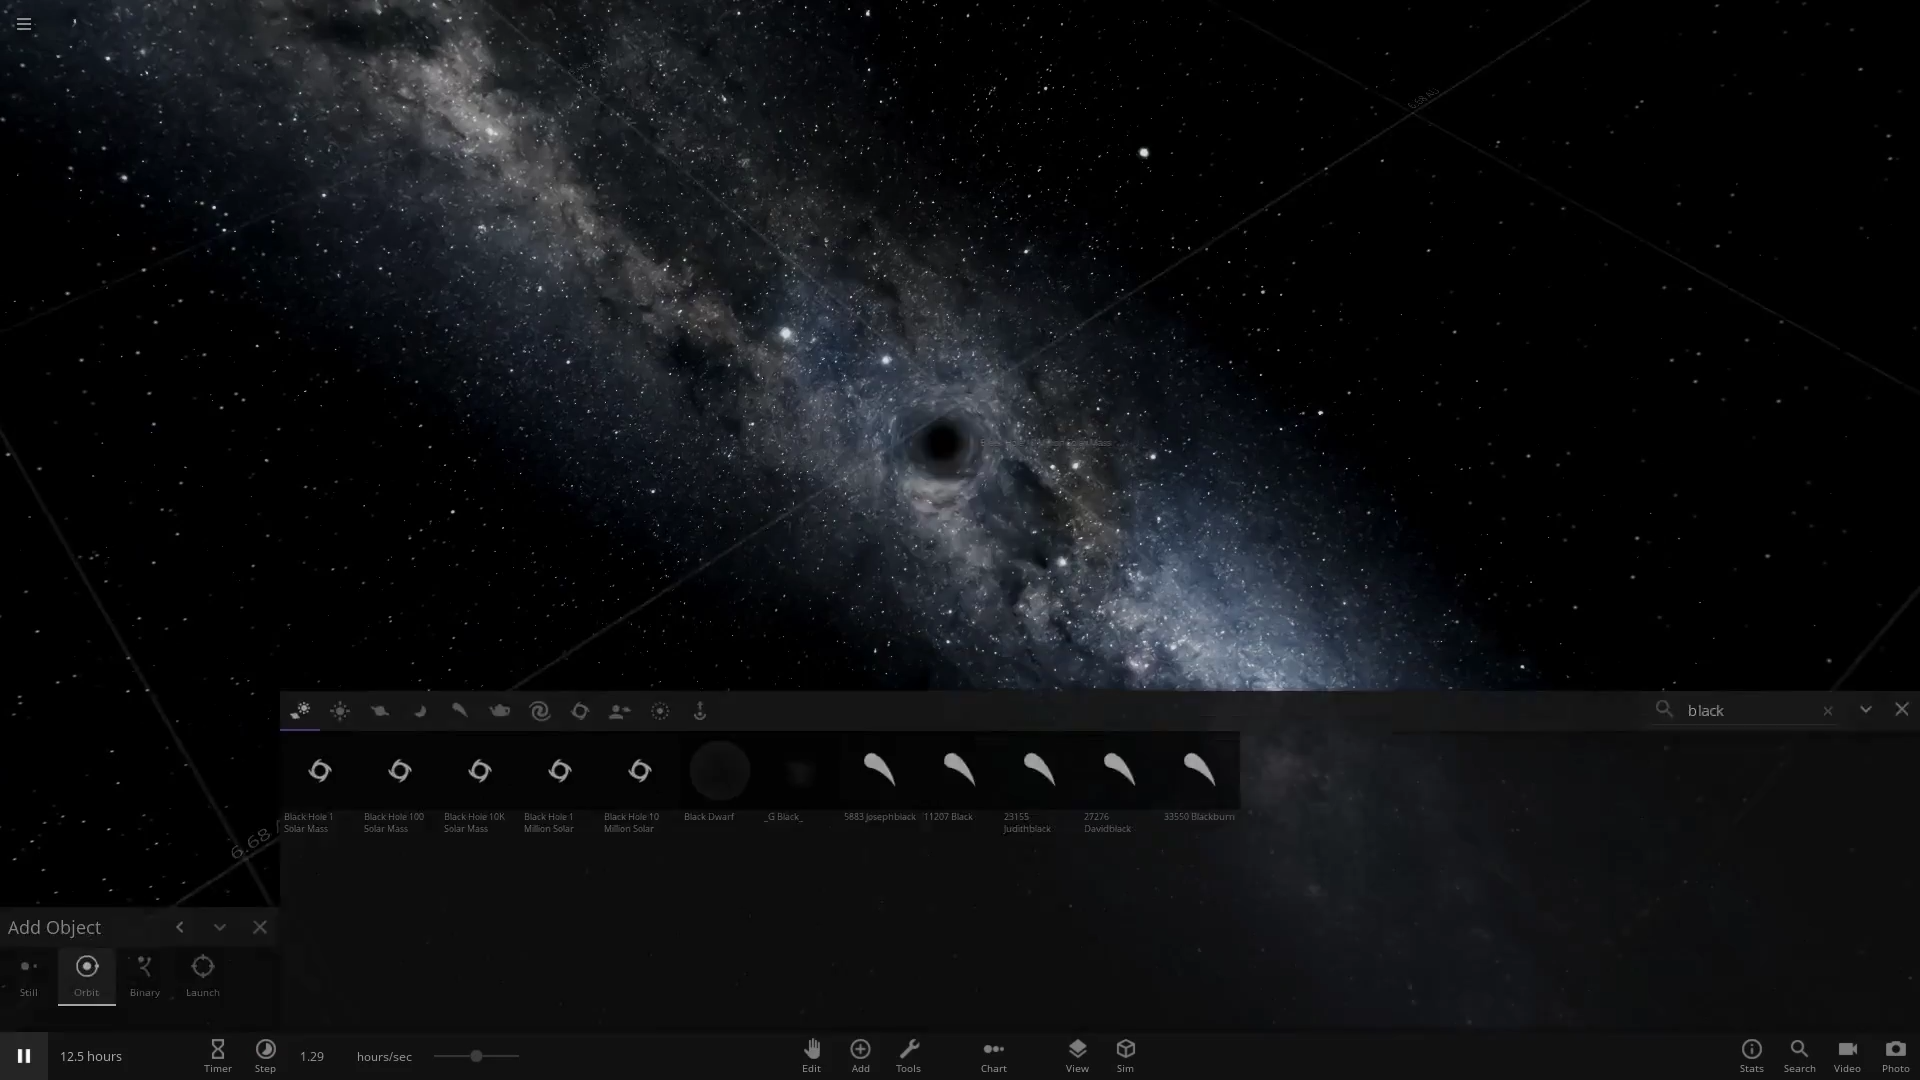 black
Black Hole 1 Solar Mass
Black Hole 100 Solar Mass
Black Hole 10K Solar Mass
Black Hole 1 Million Solar
Black Hole 10 Million Solar
Black Dwarf
_G Black_
5883 Josephblack
11207 Black
23155 Judithblack
27276 Davidblack
33550 Blackburn
6.68
Add Object
Still
Orbit
Binary
Launch
12.5 hours
Timer
Step
1.29
hours/sec
Edit
Add
Tools
Chart
View
Sim
Stats
Search
Video
Photo